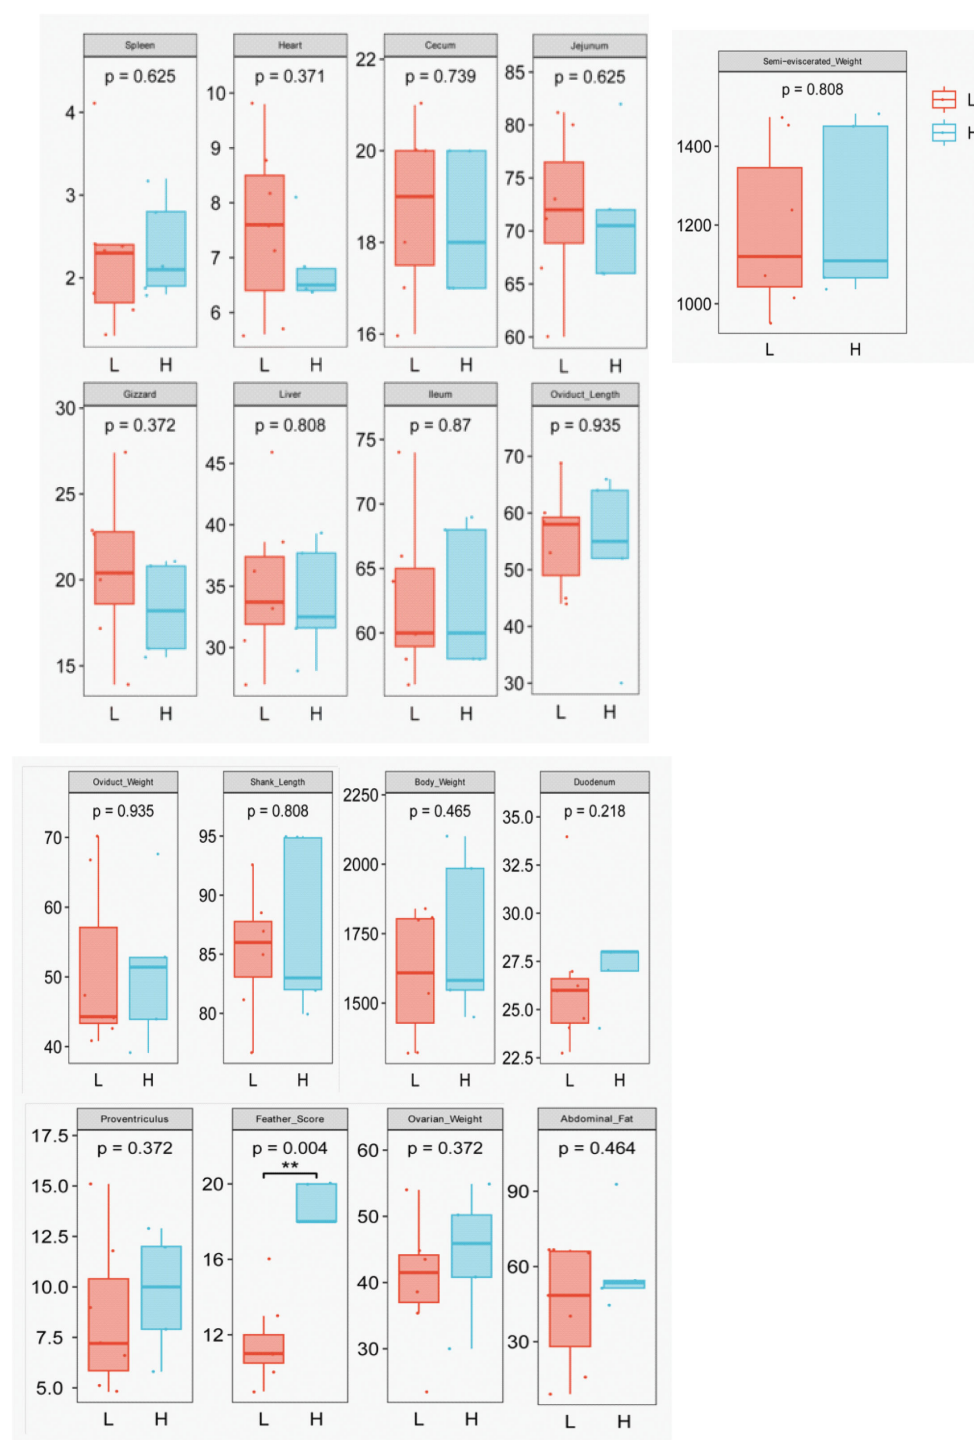 Spleen
p = 0.625
4
3
2
L H
Heart
p = 0.371
10
9
8
7
6
L H
Cecum
p = 0.739
22
20
18
16
L H
Jejunum
p = 0.625
85
80
75
70
65
60
L H
Semi-eviscerated_Weight
p = 0.808
1400
1200
1000
L H
L
H
Gizzard
p = 0.372
30
25
20
15
L H
Liver
p = 0.808
45
40
35
30
L H
Ileum
p = 0.87
75
70
65
60
L H
Oviduct_Length
p = 0.935
70
60
50
40
30
L H
Oviduct_Weight
p = 0.935
70
60
50
40
L H
Shank_Length
p = 0.808
95
90
85
80
L H
Body_Weight
p = 0.465
2250
2000
1750
1500
L H
Duodenum
p = 0.218
35.0
32.5
30.0
27.5
25.0
22.5
L H
Proventriculus
p = 0.372
17.5
15.0
12.5
10.0
7.5
5.0
L H
Feather_Score
p = 0.004
**
20
16
12
L H
Ovarian_Weight
p = 0.372
60
50
40
30
L H
Abdominal_Fat
p = 0.464
90
60
30
L H